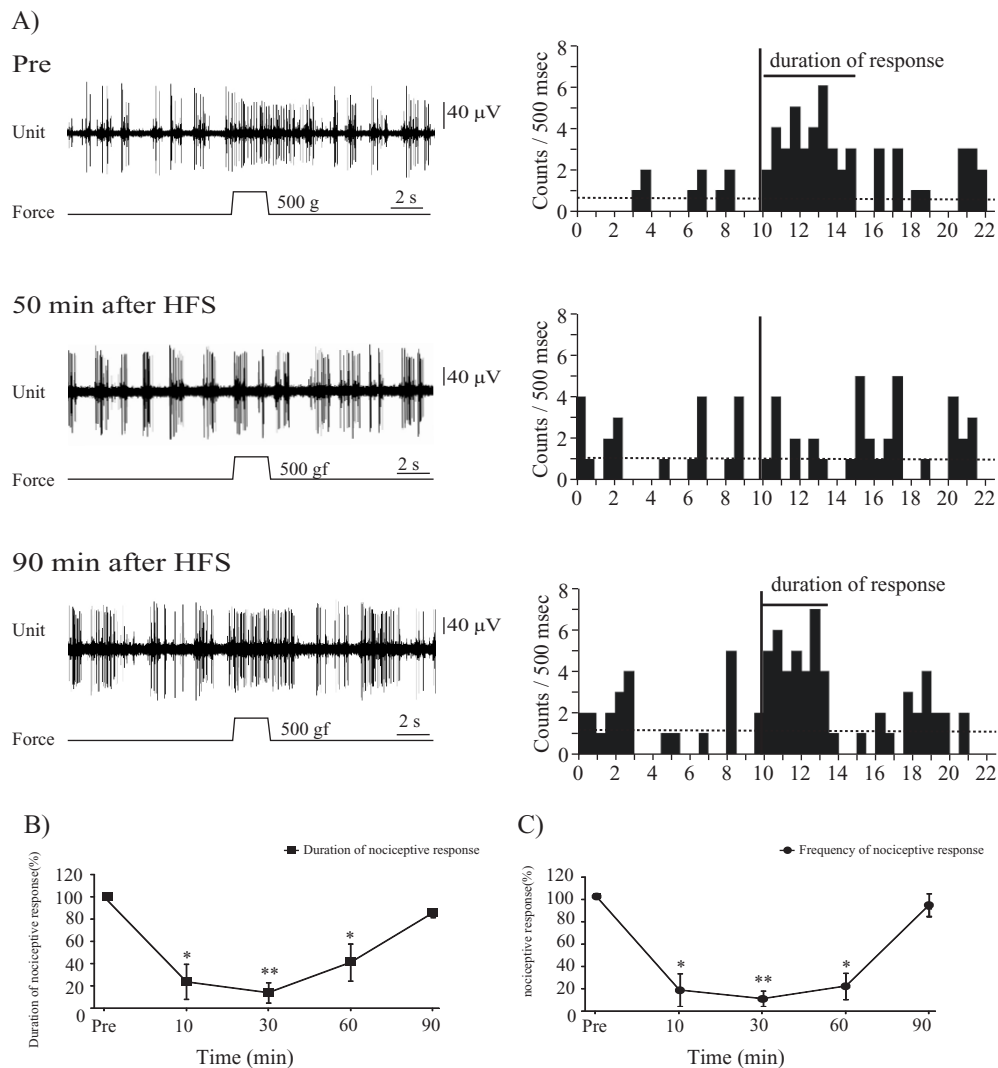 A)
Pre
Unit
40 µV
Force
500 g
2 s
Counts / 500 msec
8
6
4
2
0
duration of response
0 2 4 6 8 10 12 14 16 18 20 22
50 min after HFS
Unit
40 µV
Force
500 gf
2 s
Counts / 500 msec
8
6
4
2
0
0 2 4 6 8 10 12 14 16 18 20 22
90 min after HFS
Unit
40 µV
Force
500 gf
2 s
Counts / 500 msec
8
6
4
2
0
duration of response
0 2 4 6 8 10 12 14 16 18 20 22
B)
Duration of nociceptive response
Duration of nociceptive response(%)
120
100
80
60
40
20
0
* ** *
Pre 10 30 60 90
Time (min)
C)
Frequency of nociceptive response
nociceptive response(%)
120
100
80
60
40
20
0
* ** *
Pre 10 30 60 90
Time (min)